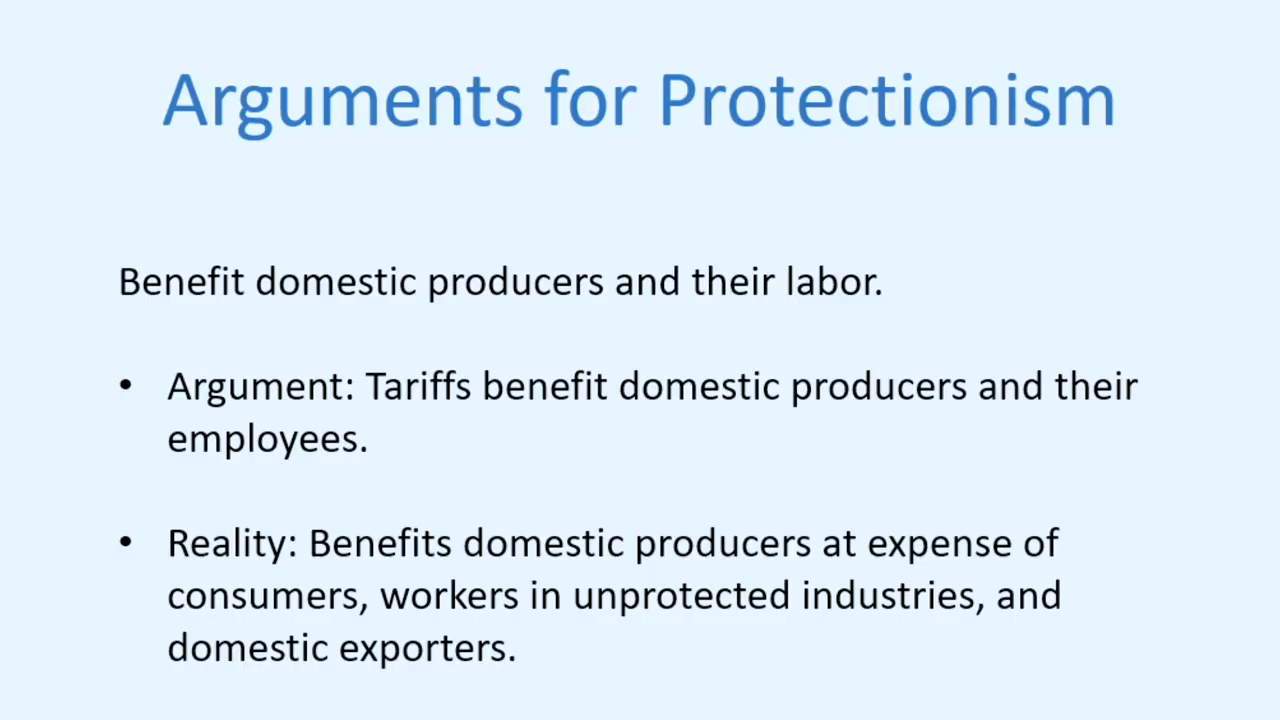 Arguments for Protectionism
Benefit domestic producers and their labor.
• Argument: Tariffs benefit domestic producers and their
employees.
• Reality: Benefits domestic producers at expense of
consumers, workers in unprotected industries, and
domestic exporters.